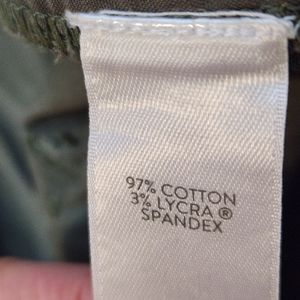 97% COTTON
3% LYCRA ®
SPANDEX